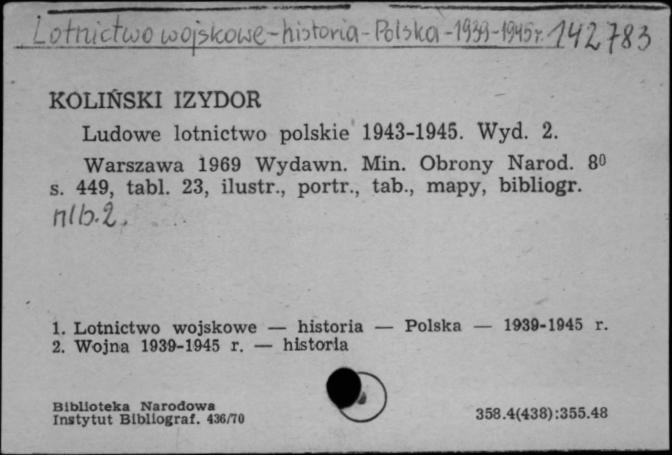 Lotnictwo wojskowe - historia - Polska - 1939-1945 r. 142783
KOLIŃSKI IZYDOR
Ludowe lotnictwo polskie 1943-1945. Wyd. 2.
Warszawa 1969 Wydawn. Min. Obrony Narod. 8⁰
s. 449, tabl. 23, ilustr., portr., tab., mapy, bibliogr.
nlb. 2.
1. Lotnictwo wojskowe — historia — Polska — 1939-1945 r.
2. Wojna 1939-1945 r. — historia
Biblioteka Narodowa
Instytut Bibliograf. 436/70
358.4(438):355.48